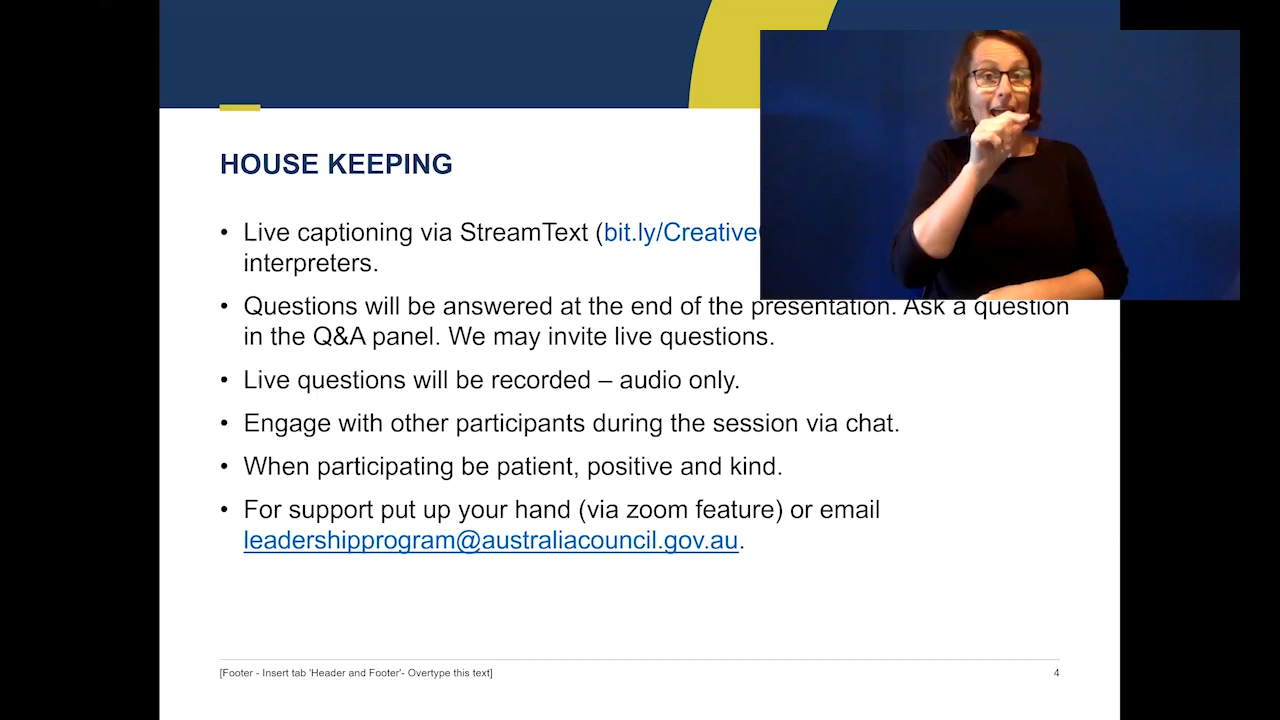 HOUSE KEEPING
• Live captioning via StreamText (bit.ly/Creative
interpreters.
• Questions will be answered at the end of the presentation. Ask a question
in the Q&A panel. We may invite live questions.
• Live questions will be recorded – audio only.
• Engage with other participants during the session via chat.
• When participating be patient, positive and kind.
• For support put up your hand (via zoom feature) or email
leadershipprogram@australiacouncil.gov.au.
[Footer - Insert tab 'Header and Footer'- Overtype this text] 4